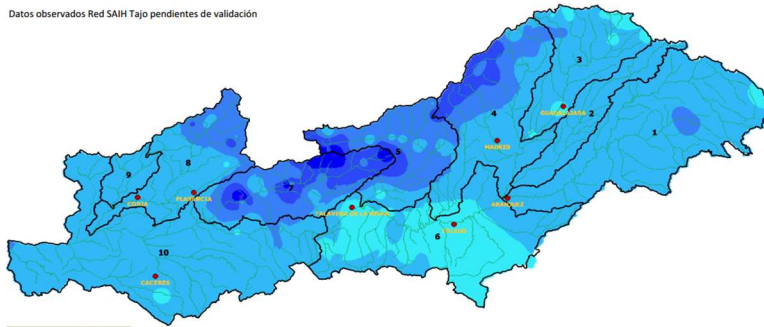 Datos observados Red SAIH Tajo pendientes de validación
3
GUADALAJARA
4
2
1
MADRID
5
8
9
7
PLASENCIA
CORIA
ARANJUEZ
TALAVERA DE LA REINA
TOLEDO
6
10
CACERES